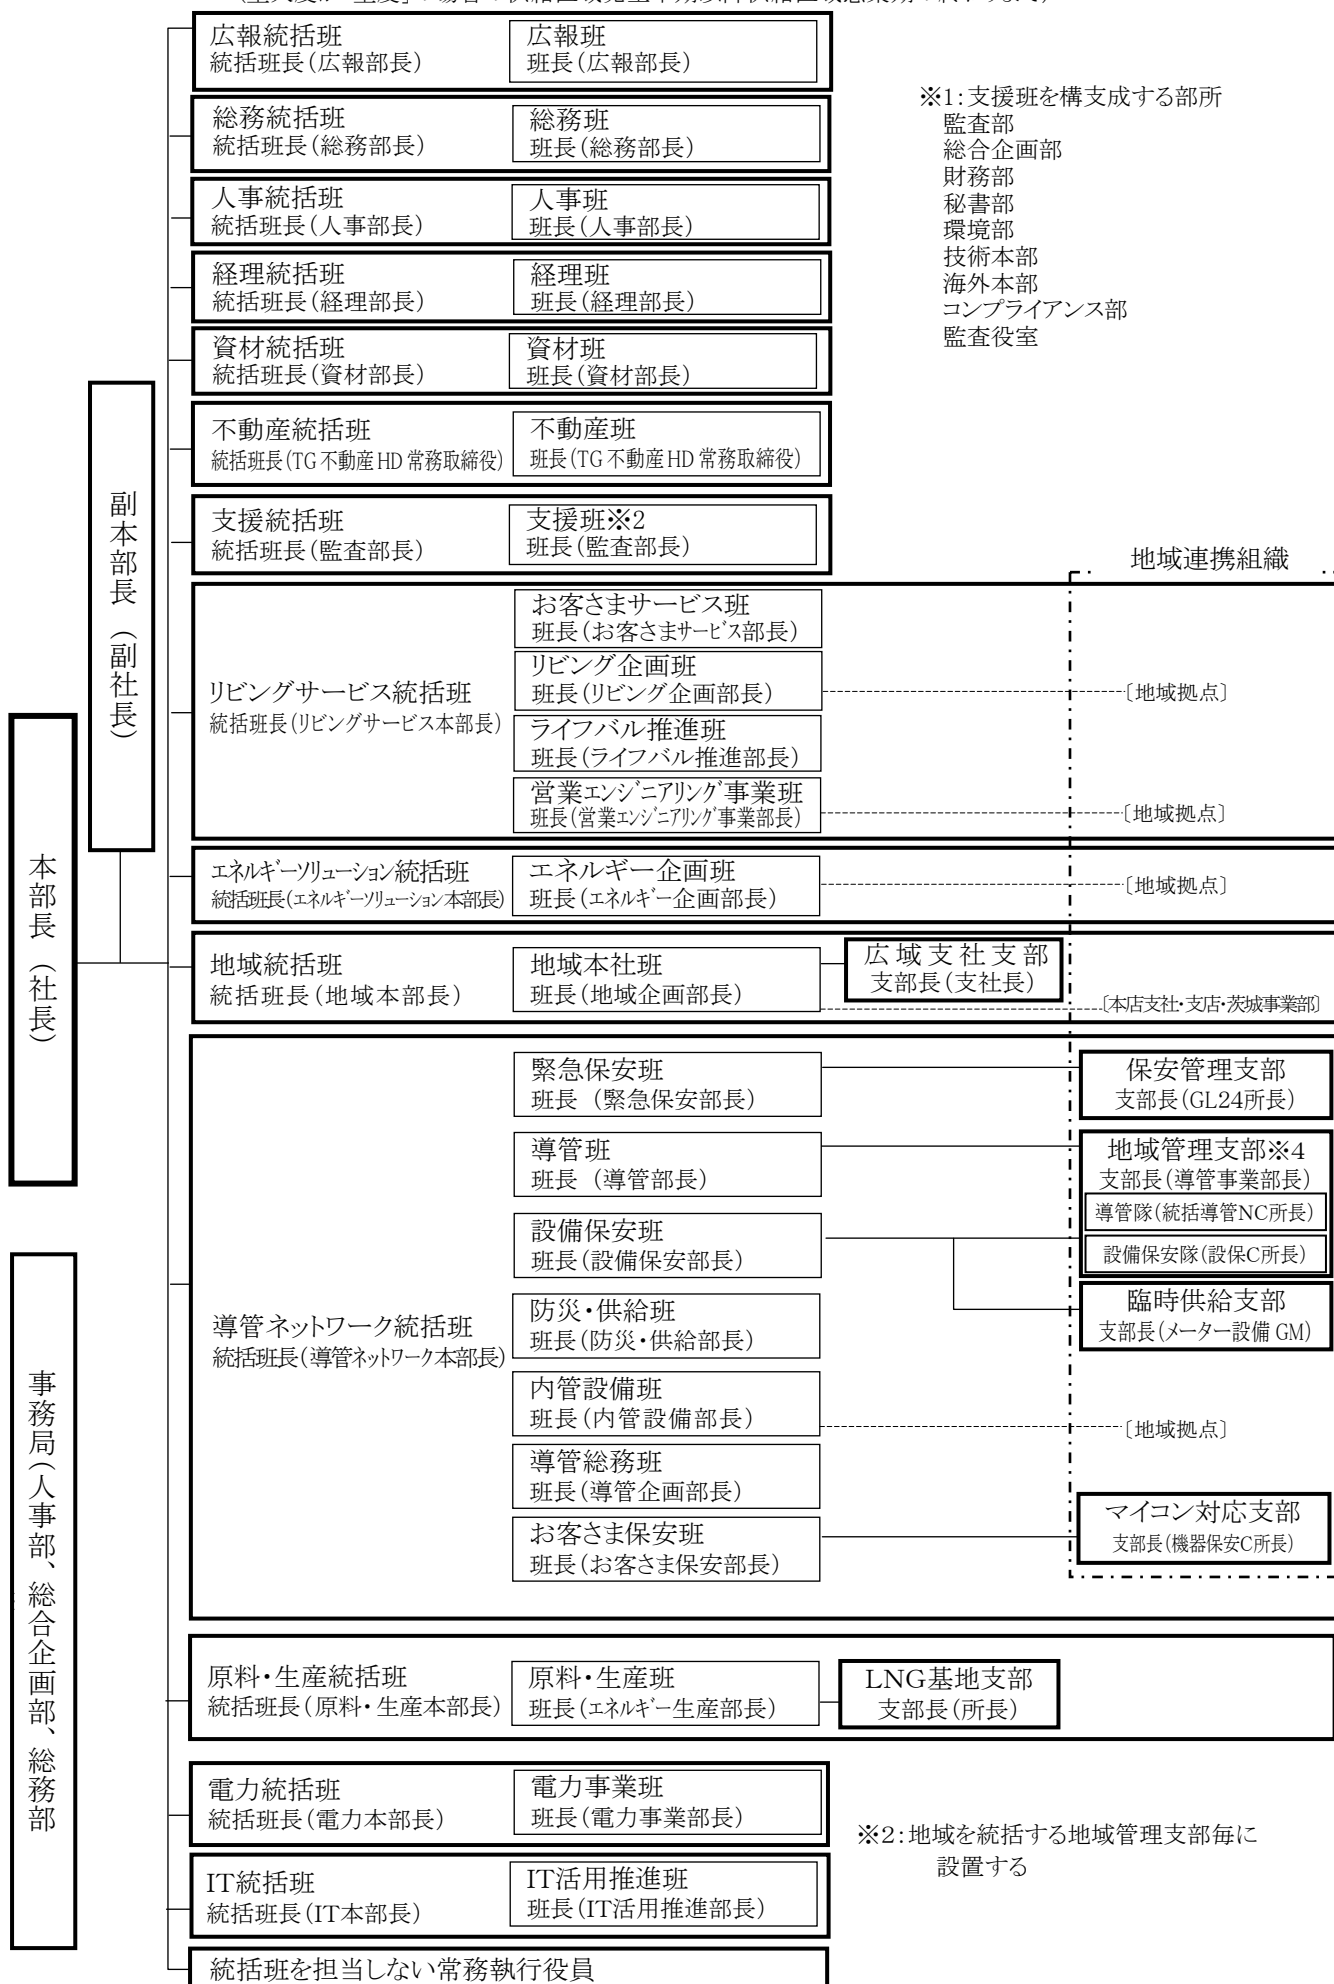 広報統括班
統括班長(広報部長)
広報班
班長(広報部長)
総務統括班
統括班長(総務部長)
総務班
班長(総務部長)
人事統括班
統括班長(人事部長)
人事班
班長(人事部長)
経理統括班
統括班長(経理部長)
経理班
班長(経理部長)
資材統括班
統括班長(資材部長)
資材班
班長(資材部長)
不動産統括班
統括班長(TG不動産HD常務取締役)
不動産班
班長(TG不動産HD常務取締役)
支援統括班
統括班長(監査部長)
支援班※2
班長(監査部長)
※1:支援班を構支成する部所
監査部
総合企画部
財務部
秘書部
環境部
技術本部
海外本部
コンプライアンス部
監査役室
副本部長(副社長)
本部長(社長)
事務局(人事部、総合企画部、総務部
地域連携組織
リビングサービス統括班
統括班長(リビングサービス本部長)
お客さまサービス班
班長(お客さまサービス部長)
リビング企画班
班長(リビング企画部長)
〔地域拠点〕
ライフバル推進班
班長(ライフバル推進部長)
営業エンジニアリング事業班
班長(営業エンジニアリング事業部長)
〔地域拠点〕
エネルギーソリューション統括班
統括班長(エネルギーソリューション本部長)
エネルギー企画班
班長(エネルギー企画部長)
〔地域拠点〕
地域統括班
統括班長(地域本部長)
地域本社班
班長(地域企画部長)
広域支社支部
支部長(支社長)
〔本店支社・支店・茨城事業部〕
導管ネットワーク統括班
統括班長(導管ネットワーク本部長)
緊急保安班
班長 (緊急保安部長)
保安管理支部
支部長(GL24所長)
導管班
班長 (導管部長)
地域管理支部※4
支部長(導管事業部長)
導管隊(統括導管NC所長)
設備保安隊(設保C所長)
設備保安班
班長(設備保安部長)
臨時供給支部
支部長(メーター設備GM)
防災・供給班
班長(防災・供給部長)
内管設備班
班長(内管設備部長)
〔地域拠点〕
導管総務班
班長(導管企画部長)
お客さま保安班
班長(お客さま保安部長)
マイコン対応支部
支部長(機器保安C所長)
原料・生産統括班
統括班長(原料・生産本部長)
原料・生産班
班長(エネルギー生産部長)
LNG基地支部
支部長(所長)
電力統括班
統括班長(電力本部長)
電力事業班
班長(電力事業部長)
※2:地域を統括する地域管理支部毎に
設置する
IT統括班
統括班長(IT本部長)
IT活用推進班
班長(IT活用推進部長)
統括班を担当しない常務執行役員